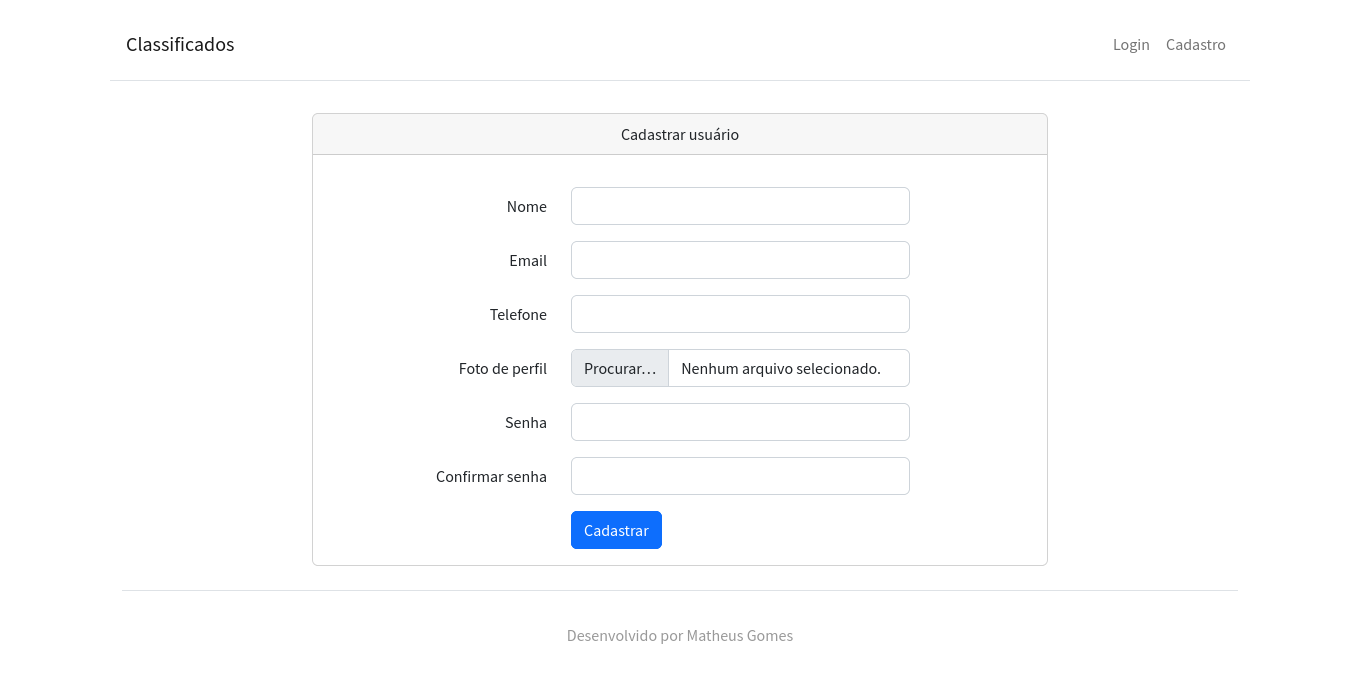 Classificados
Login Cadastro
Cadastrar usuário
Nome
Email
Telefone
Foto de perfil Procurar... Nenhum arquivo selecionado.
Senha
Confirmar senha
Cadastrar
Desenvolvido por Matheus Gomes